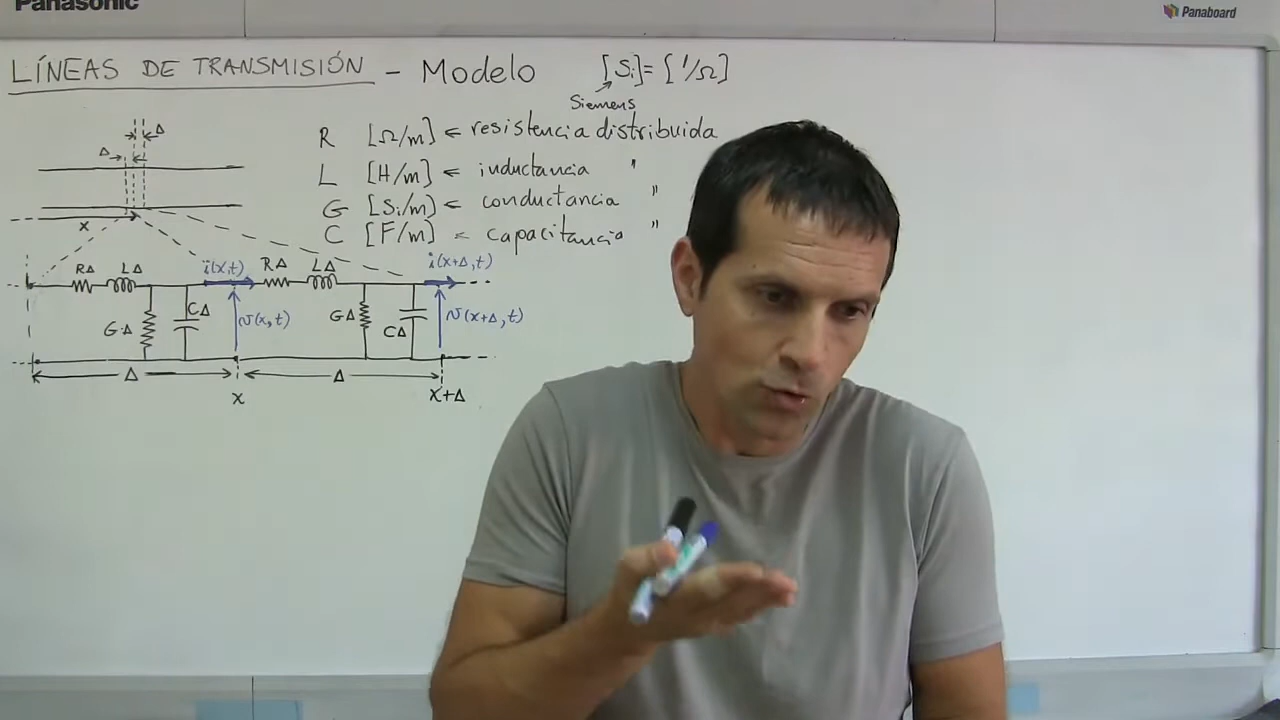 Panasonic
Panaboard
LÍNEAS DE TRANSMISIÓN - Modelo [Si] = [1/Ω]
Siemens
R [Ω/m] ← resistencia distribuida
L [H/m] ← inductancia "
G [Si/m] ← conductancia "
C [F/m] ← capacitancia "
Δ
Δ
x
RΔ LΔ i(x,t) RΔ LΔ i(x+Δ,t)
G·Δ CΔ v(x,t) GΔ CΔ v(x+Δ,t)
Δ Δ
x x+Δ